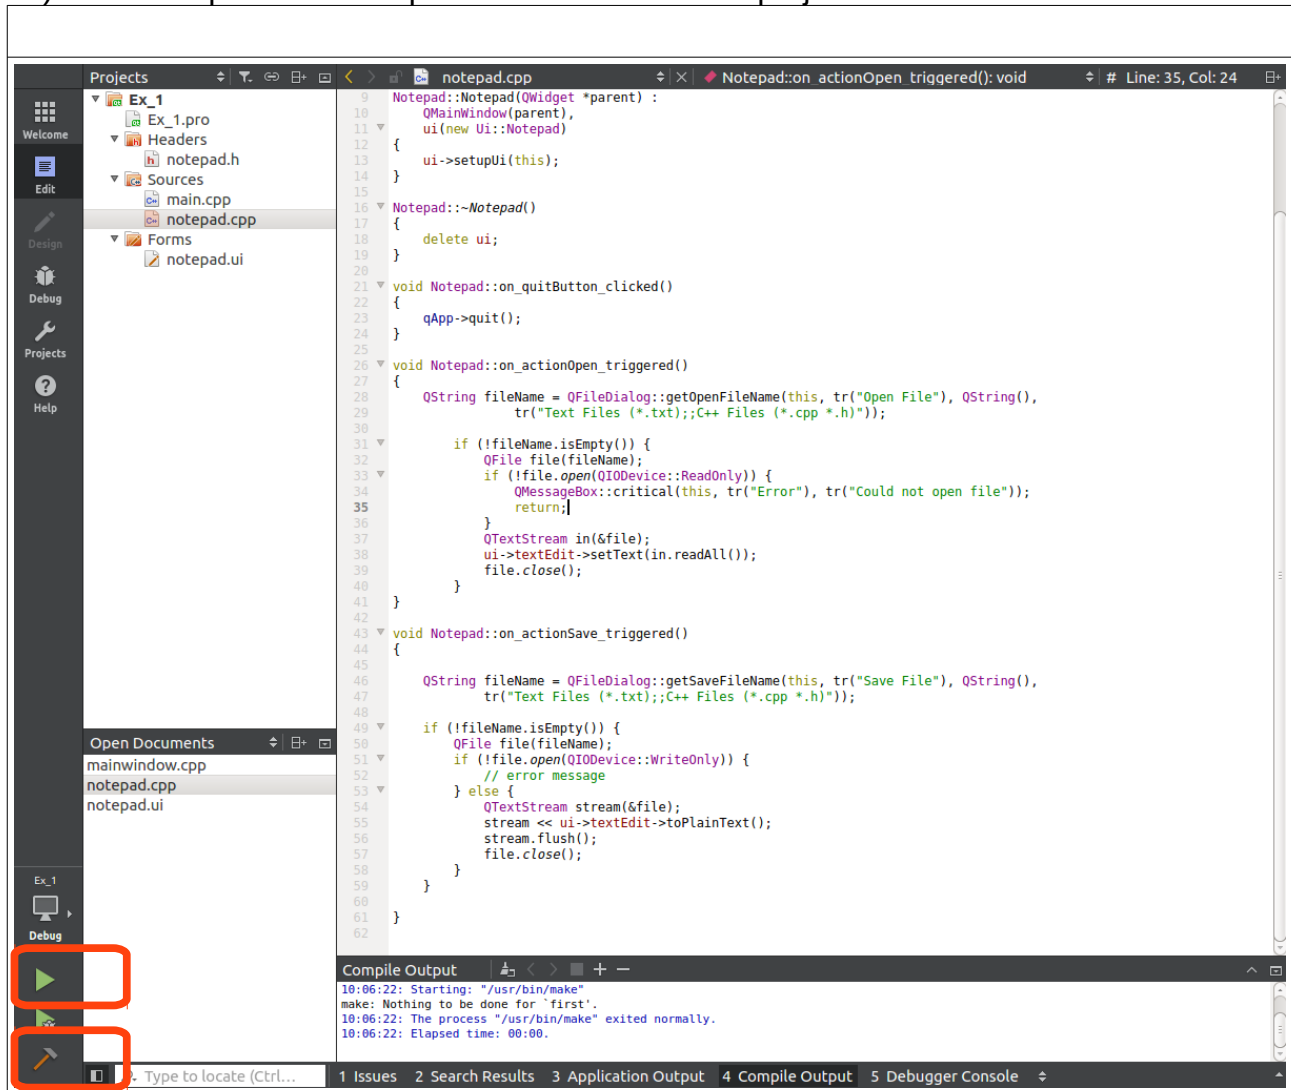 Projects
notepad.cpp
Notepad::on_actionOpen_triggered(): void
# Line: 35, Col: 24
Welcome
Edit
Design
Debug
Projects
Help
Ex_1
Ex_1.pro
Headers
notepad.h
Sources
main.cpp
notepad.cpp
Forms
notepad.ui
9 Notepad::Notepad(QWidget *parent) :
10 QMainWindow(parent),
11 ui(new Ui::Notepad)
12 {
13 ui->setupUi(this);
14 }
15
16 Notepad::~Notepad()
17 {
18 delete ui;
19 }
20
21 void Notepad::on_quitButton_clicked()
22 {
23 qApp->quit();
24 }
25
26 void Notepad::on_actionOpen_triggered()
27 {
28 QString fileName = QFileDialog::getOpenFileName(this, tr("Open File"), QString(),
29 tr("Text Files (*.txt);;C++ Files (*.cpp *.h)"));
30
31 if (!fileName.isEmpty()) {
32 QFile file(fileName);
33 if (!file.open(QIODevice::ReadOnly)) {
34 QMessageBox::critical(this, tr("Error"), tr("Could not open file"));
35 return;
36 }
37 QTextStream in(&file);
38 ui->textEdit->setText(in.readAll());
39 file.close();
40 }
41 }
42
43 void Notepad::on_actionSave_triggered()
44 {
45
46 QString fileName = QFileDialog::getSaveFileName(this, tr("Save File"), QString(),
47 tr("Text Files (*.txt);;C++ Files (*.cpp *.h)"));
48
49 if (!fileName.isEmpty()) {
50 QFile file(fileName);
51 if (!file.open(QIODevice::WriteOnly)) {
52 // error message
53 } else {
54 QTextStream stream(&file);
55 stream << ui->textEdit->toPlainText();
56 stream.flush();
57 file.close();
58 }
59 }
60
61 }
62
Open Documents
mainwindow.cpp
notepad.cpp
notepad.ui
Ex_1
Debug
Compile Output
10:06:22: Starting: "/usr/bin/make"
make: Nothing to be done for `first'.
10:06:22: The process "/usr/bin/make" exited normally.
10:06:22: Elapsed time: 00:00.
Type to locate (Ctrl...
1 Issues 2 Search Results 3 Application Output 4 Compile Output 5 Debugger Console